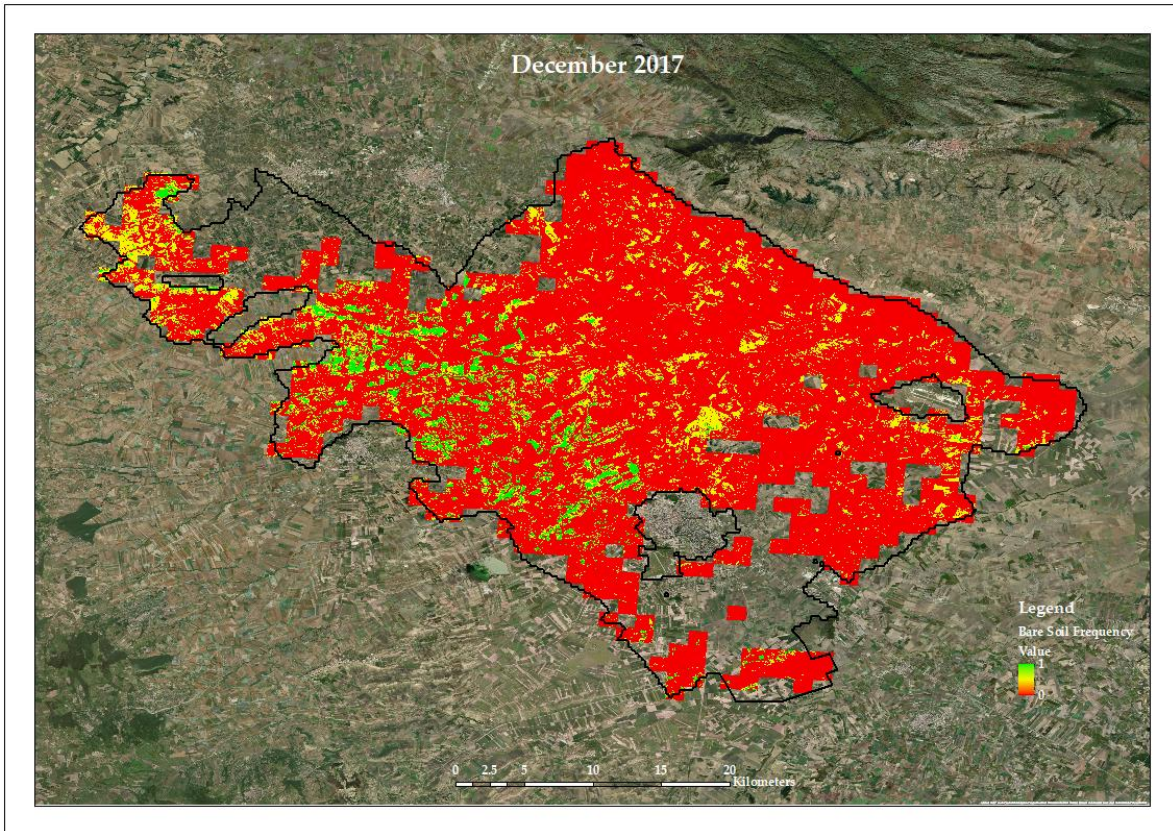 December 2017
Legend
Bare Soil Frequency
Value
1
0
0 2.5 5 10 15 20
Kilometers